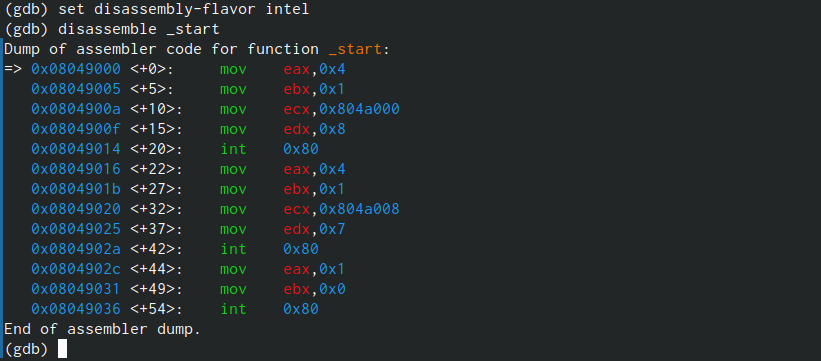 (gdb) set disassembly-flavor intel
(gdb) disassemble _start
Dump of assembler code for function _start:
=> 0x08049000 <+0>:     mov    eax,0x4
   0x08049005 <+5>:     mov    ebx,0x1
   0x0804900a <+10>:    mov    ecx,0x804a000
   0x0804900f <+15>:    mov    edx,0x8
   0x08049014 <+20>:    int    0x80
   0x08049016 <+22>:    mov    eax,0x4
   0x0804901b <+27>:    mov    ebx,0x1
   0x08049020 <+32>:    mov    ecx,0x804a008
   0x08049025 <+37>:    mov    edx,0x7
   0x0804902a <+42>:    int    0x80
   0x0804902c <+44>:    mov    eax,0x1
   0x08049031 <+49>:    mov    ebx,0x0
   0x08049036 <+54>:    int    0x80
End of assembler dump.
(gdb)